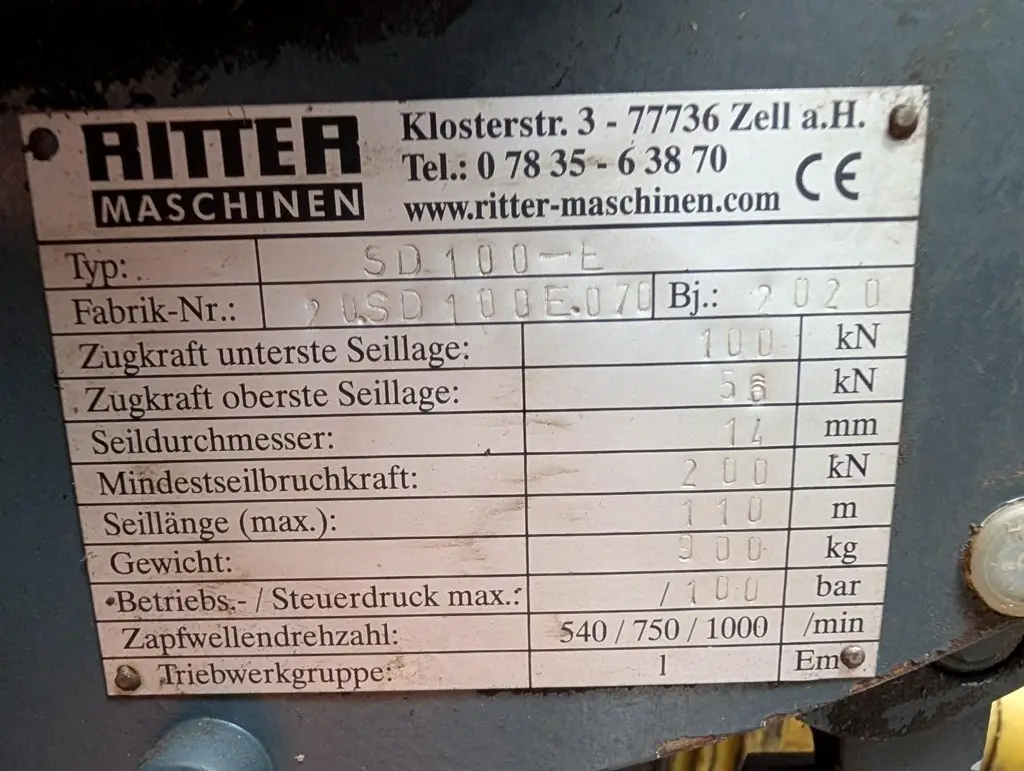 RITTER
MASCHINEN
Klosterstr. 3 - 77736 Zell a.H.
Tel.: 0 78 35 - 6 38 70
www.ritter-maschinen.com
CE
Typ: SD 100-E
Fabrik-Nr.: 20SD100E.070 Bj.: 2020
Zugkraft unterste Seillage: 100 kN
Zugkraft oberste Seillage: 56 kN
Seildurchmesser: 14 mm
Mindestseilbruchkraft: 200 kN
Seillänge (max.): 110 m
Gewicht: 900 kg
Betriebs.- / Steuerdruck max.: /100 bar
Zapfwellendrehzahl: 540 / 750 / 1000 /min
Triebwerkgruppe: 1 Em